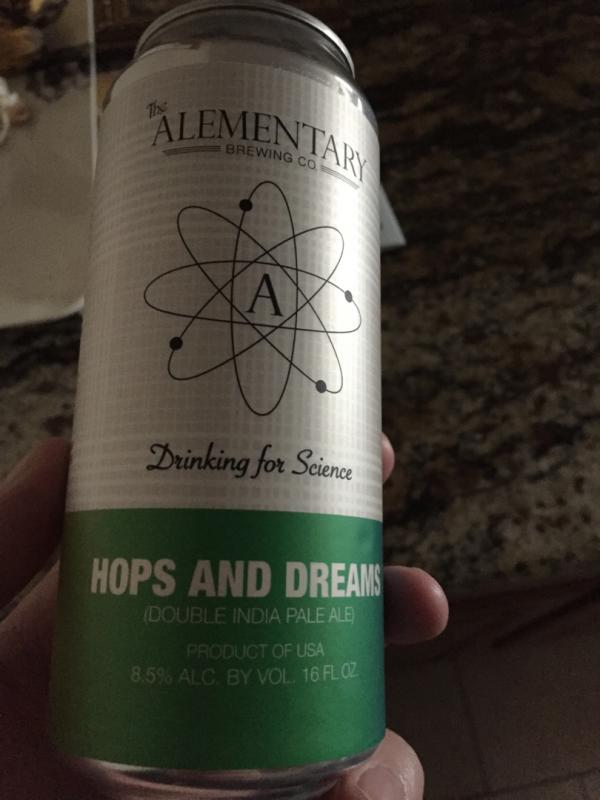 The
ALEMENTARY
BREWING CO.
A
Drinking for Science
HOPS AND DREAMS
(DOUBLE INDIA PALE ALE)
PRODUCT OF USA
8.5% ALC. BY VOL. 16 FL. OZ.